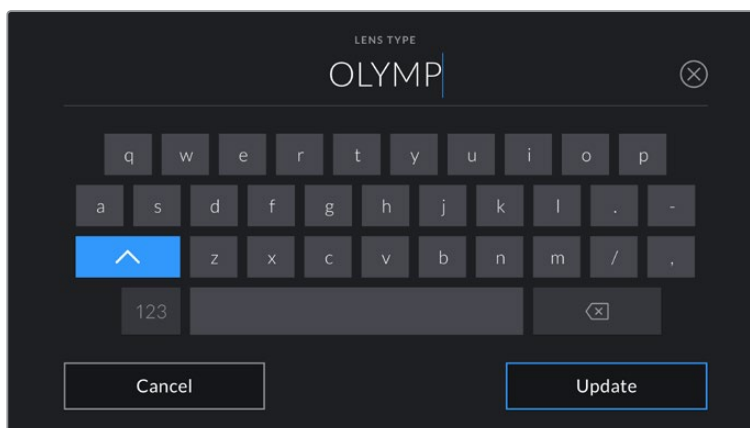 LENS TYPE
OLYMP
q w e r t y u i o p
a s d f g h j k l . -
z x c v b n m / ,
123
Cancel Update